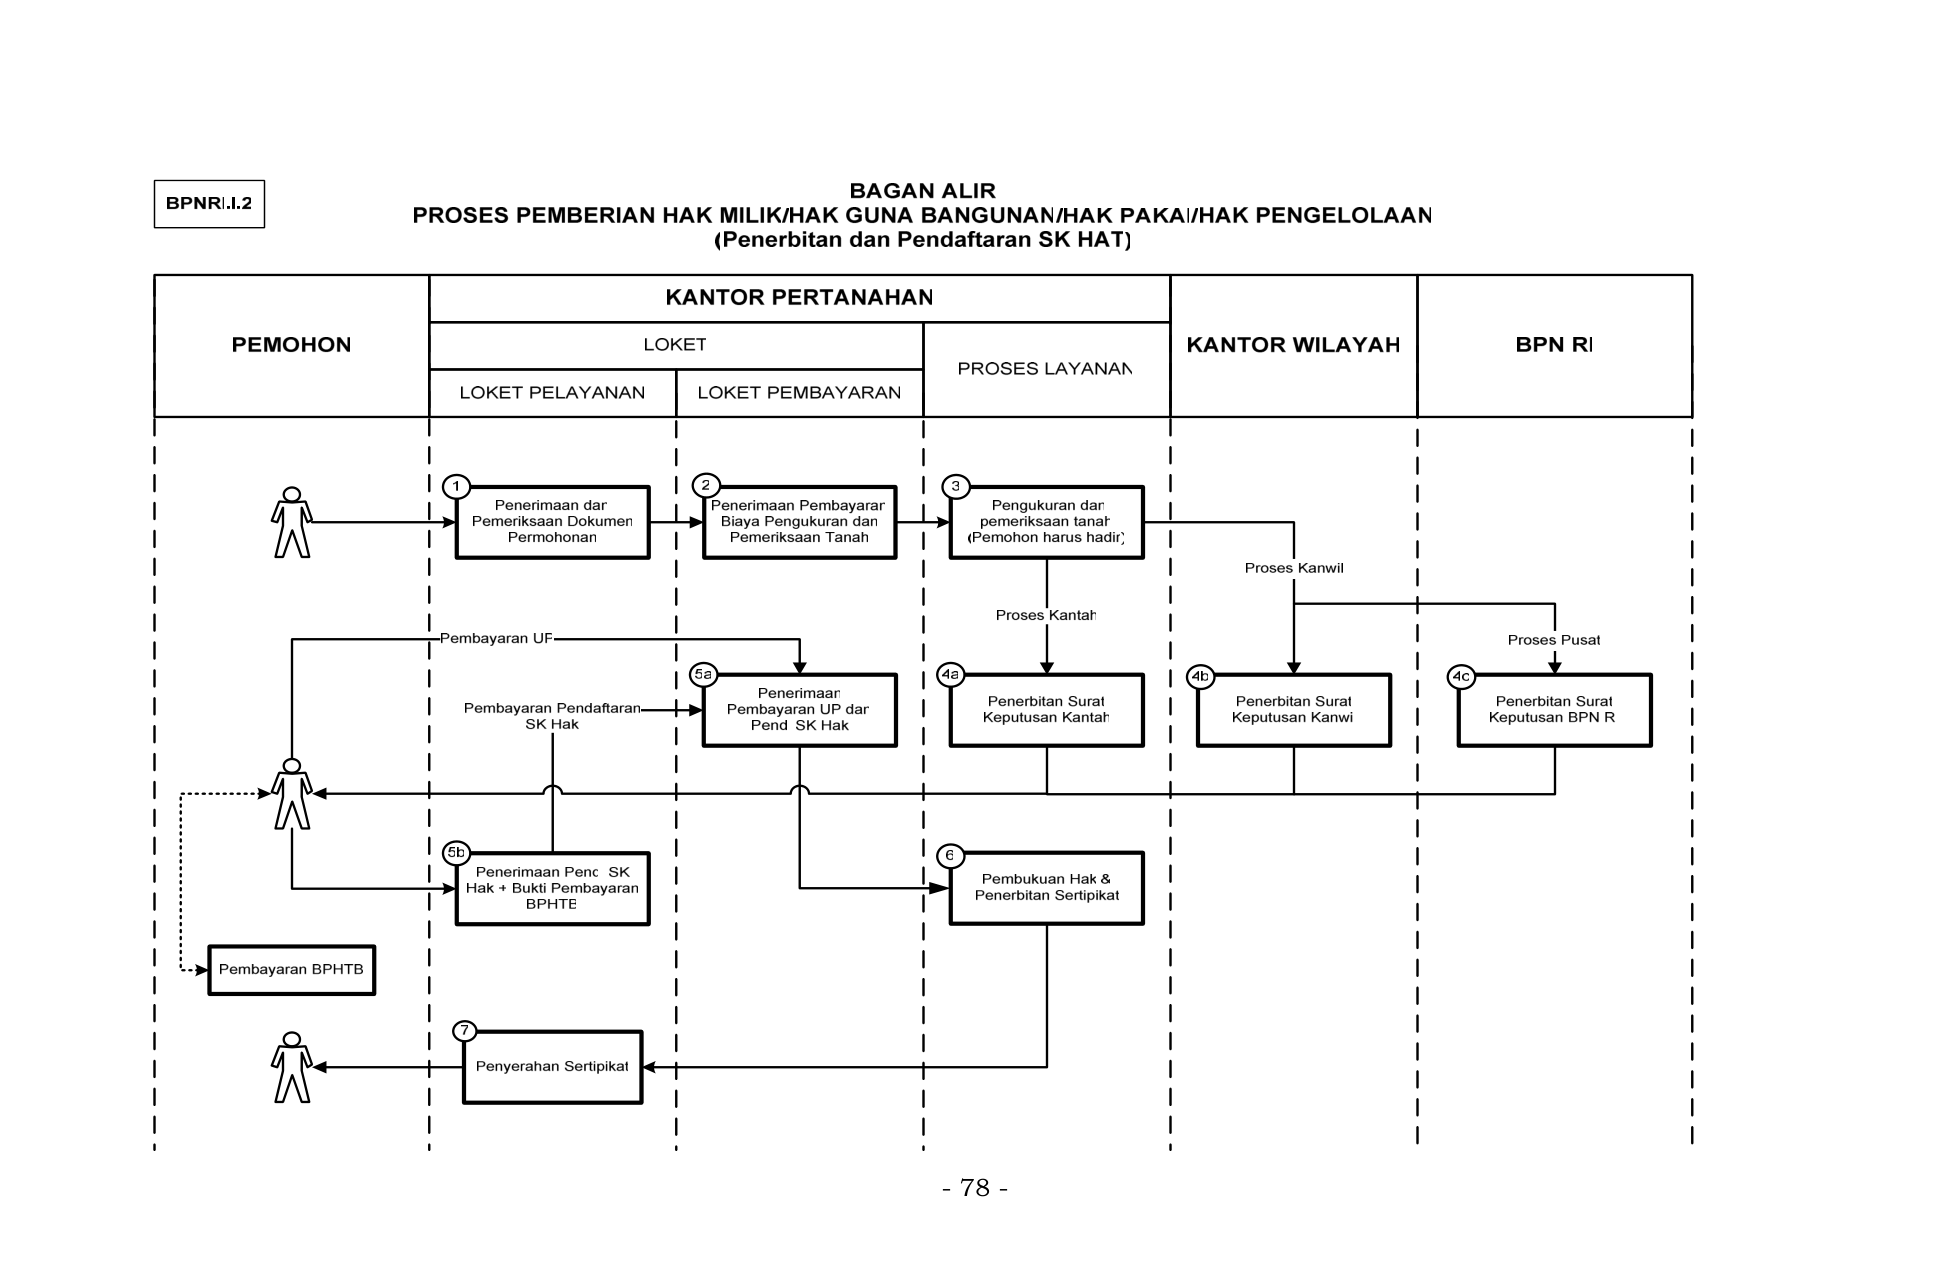 BPNRI.I.2
BAGAN ALIR
PROSES PEMBERIAN HAK MILIK/HAK GUNA BANGUNAN/HAK PAKAI/HAK PENGELOLAAN
(Penerbitan dan Pendaftaran SK HAT)
PEMOHON
KANTOR PERTANAHAN
KANTOR WILAYAH
BPN RI
LOKET
PROSES LAYANAN
LOKET PELAYANAN
LOKET PEMBAYARAN
1
Penerimaan dan
Pemeriksaan Dokumen
Permohonan
2
Penerimaan Pembayaran
Biaya Pengukuran dan
Pemeriksaan Tanah
3
Pengukuran dan
pemeriksaan tanah
(Pemohon harus hadir)
Proses Kanwil
Proses Kantah
Proses Pusat
Pembayaran UP
5a
Penerimaan
Pembayaran UP dan
Pend SK Hak
4a
Penerbitan Surat
Keputusan Kantah
4b
Penerbitan Surat
Keputusan Kanwi
4c
Penerbitan Surat
Keputusan BPN R
Pembayaran Pendaftaran
SK Hak
5b
Penerimaan Pend SK
Hak + Bukti Pembayaran
BPHTB
6
Pembukuan Hak &
Penerbitan Sertipikat
Pembayaran BPHTB
7
Penyerahan Sertipikat
- 78 -